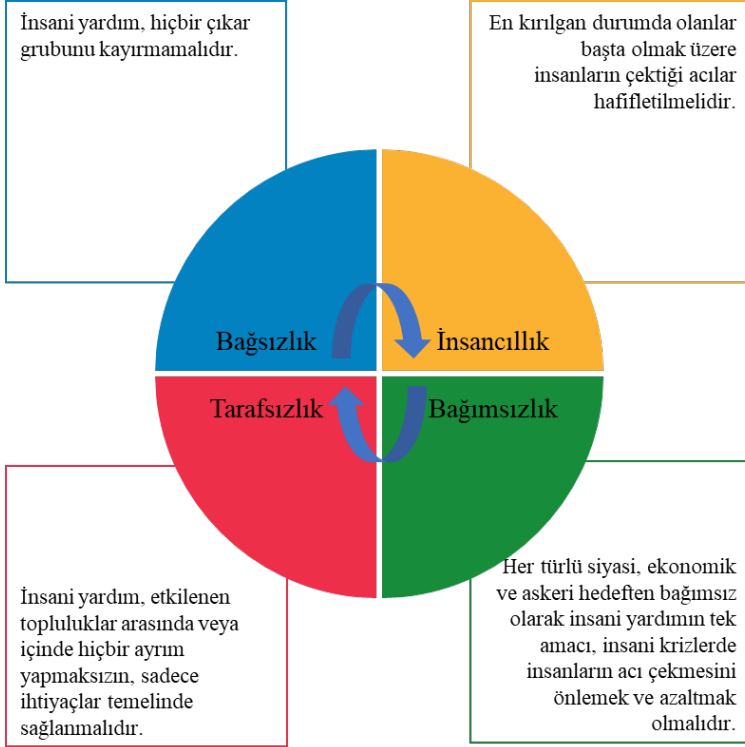 İnsani yardım, hiçbir çıkar
grubunu kayırmamalıdır.
En kırılgan durumda olanlar
başta olmak üzere
insanların çektiği acılar
hafifletilmelidir.
Bağsızlık
İnsancıllık
Tarafsızlık
Bağımsızlık
İnsani yardım, etkilenen
topluluklar arasında veya
içinde hiçbir ayrım
yapmaksızın, sadece
ihtiyaçlar temelinde
sağlanmalıdır.
Her türlü siyasi, ekonomik
ve askeri hedeften bağımsız
olarak insani yardımın tek
amacı, insani krizlerde
insanların acı çekmesini
önlemek ve azaltmak
olmalıdır.